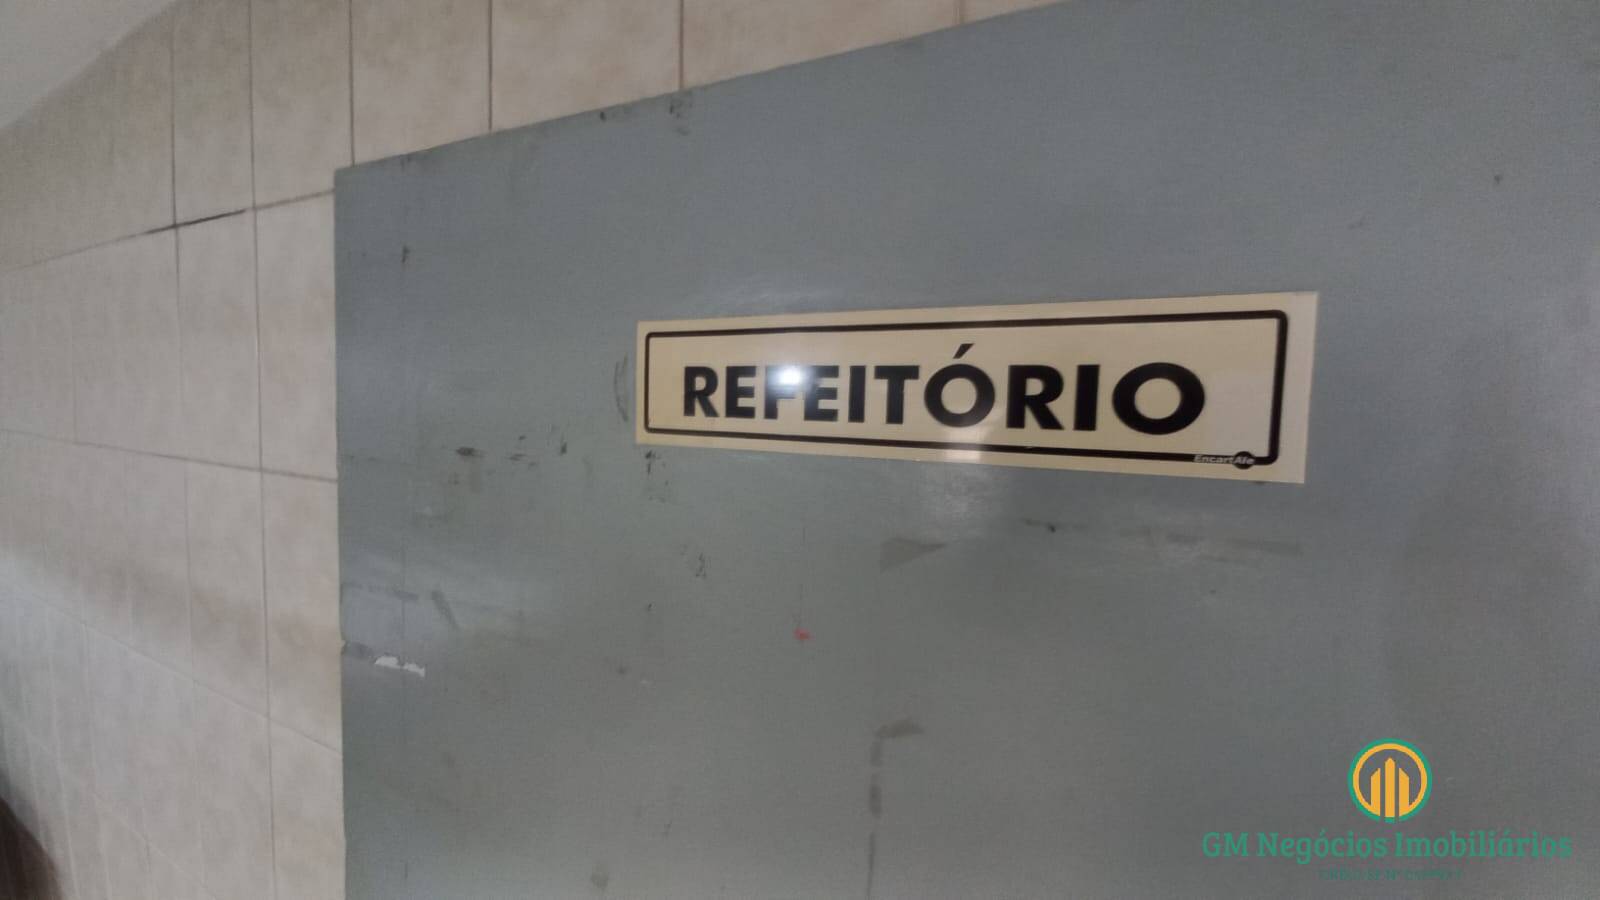 REFEITÓRIO
EncartAle
GM Negócios Imobiliários